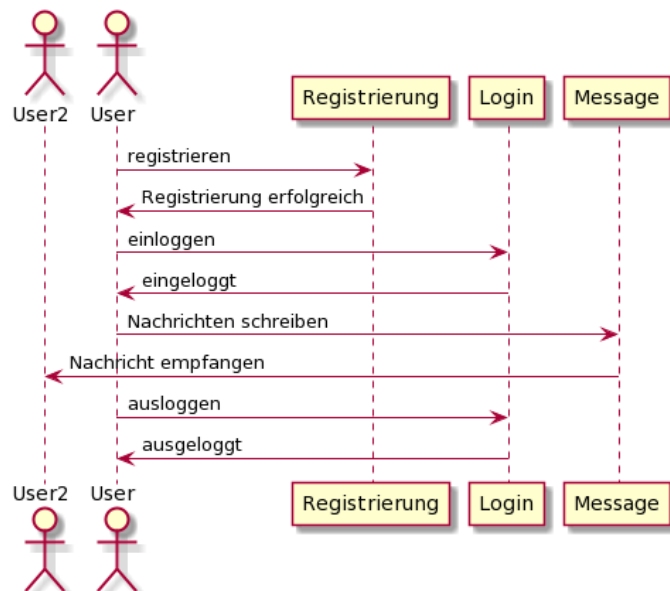 User2 User Registrierung Login Message
registrieren
Registrierung erfolgreich
einloggen
eingeloggt
Nachrichten schreiben
Nachricht empfangen
ausloggen
ausgeloggt
User2 User Registrierung Login Message